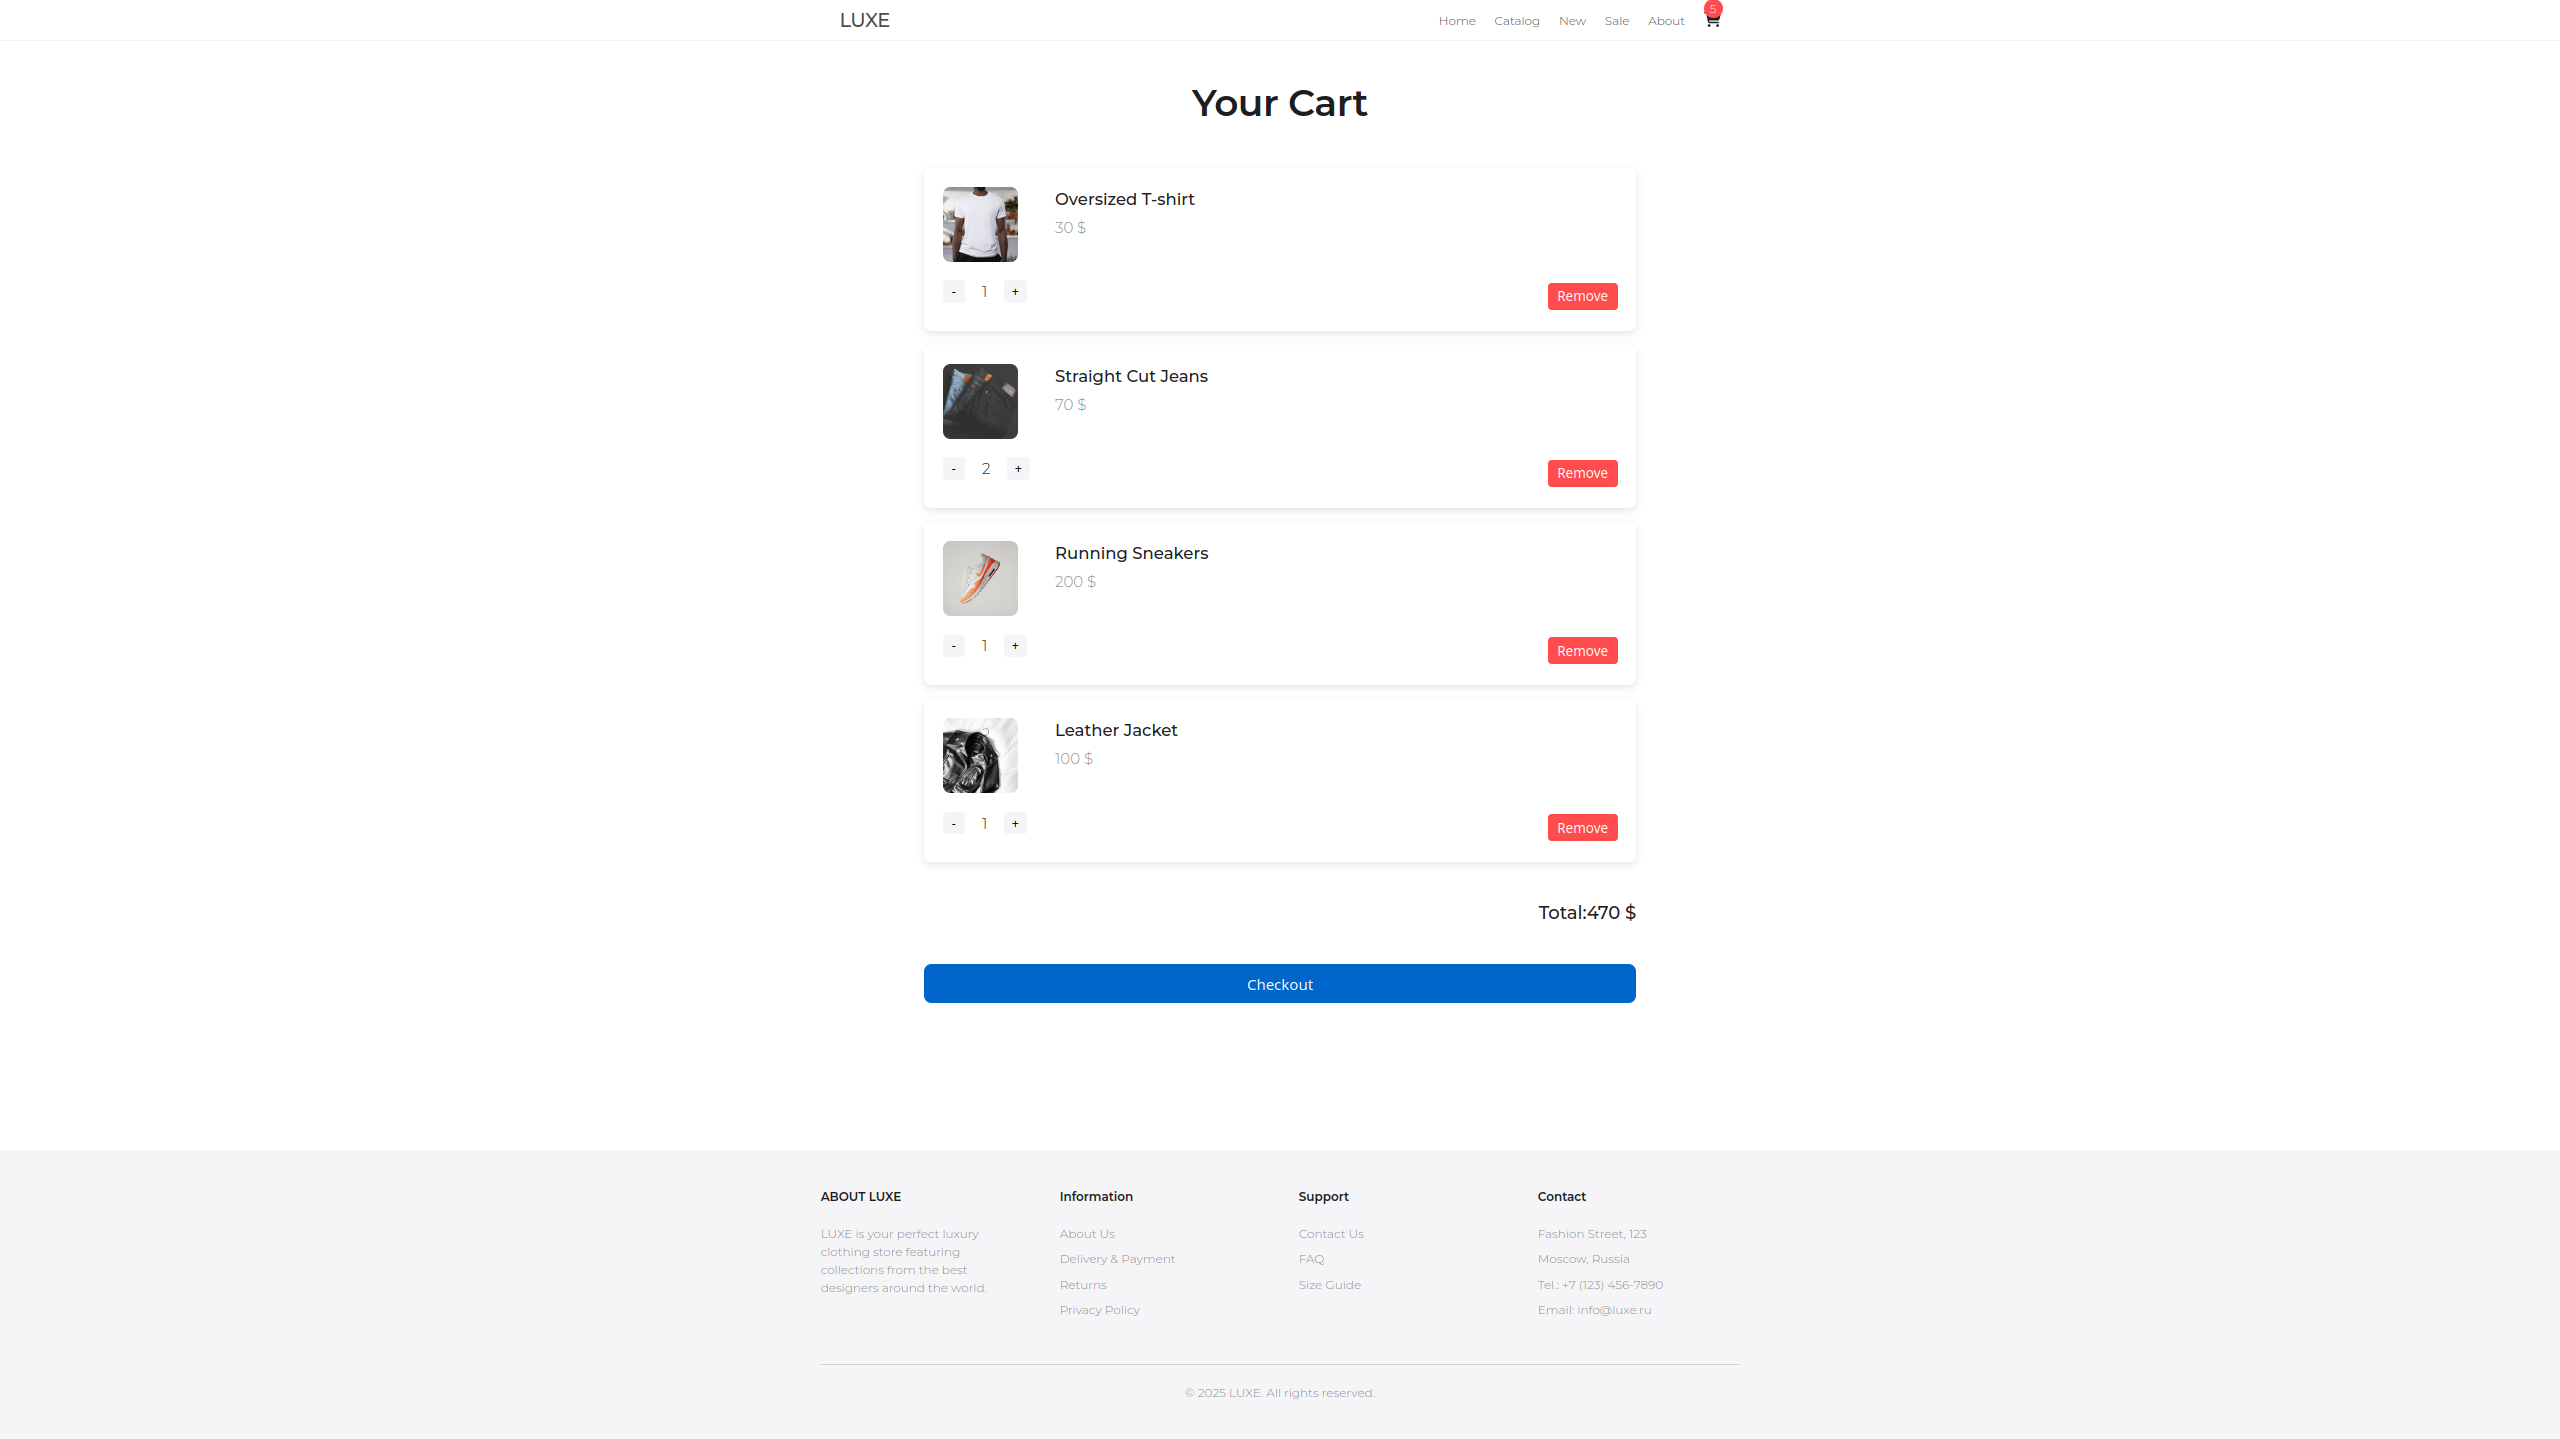 LUXE
Home Catalog New Sale About 5
Your Cart
Oversized T-shirt
30 $
- 1 +
Remove
Straight Cut Jeans
70 $
- 2 +
Remove
Running Sneakers
200 $
- 1 +
Remove
Leather Jacket
100 $
- 1 +
Remove
Total:470 $
Checkout
ABOUT LUXE
LUXE is your perfect luxury
clothing store featuring
collections from the best
designers around the world.
Information
About Us
Delivery & Payment
Returns
Privacy Policy
Support
Contact Us
FAQ
Size Guide
Contact
Fashion Street, 123
Moscow, Russia
Tel.: +7 (123) 456-7890
Email: info@luxe.ru
© 2025 LUXE. All rights reserved.